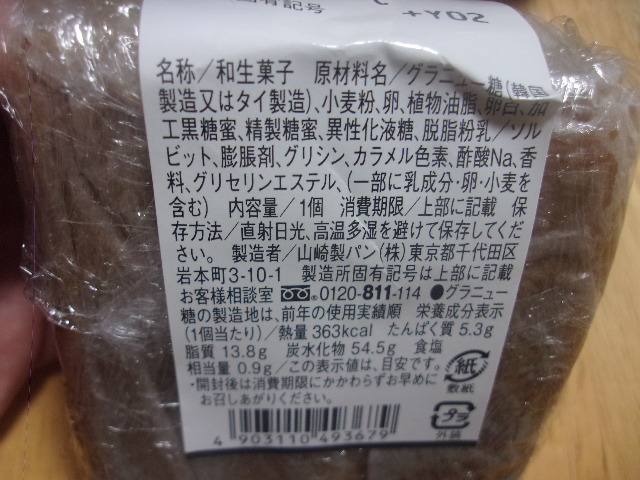 固有記号
+YOZ
名称/和生菓子 原材料名/グラニュー糖(韓国
製造又はタイ製造)、小麦粉、卵、植物油脂、卵白、加
工黒糖蜜、精製糖蜜、異性化液糖、脱脂粉乳/ソル
ビット、膨脹剤、グリシン、カラメル色素、酢酸Na、香
料、グリセリンエステル、(一部に乳成分・卵・小麦を
含む) 内容量/1個 消費期限/上部に記載 保
存方法/直射日光、高温多湿を避けて保存してくださ
い。 製造者/山崎製パン(株)東京都千代田区
岩本町3-10-1 製造所固有記号は上部に記載
お客様相談室 0120-811-114 ●グラニュー
糖の製造地は、前年の使用実績順 栄養成分表示
(1個当たり)/熱量 363kcal たんぱく質 5.3g
脂質 13.8g 炭水化物 54.5g 食塩
相当量 0.9g/この表示値は、目安です。
・開封後は消費期限にかかわらずお早めに
お召しあがりください。
紙
敷紙
プラ
外装
4 903110 493679